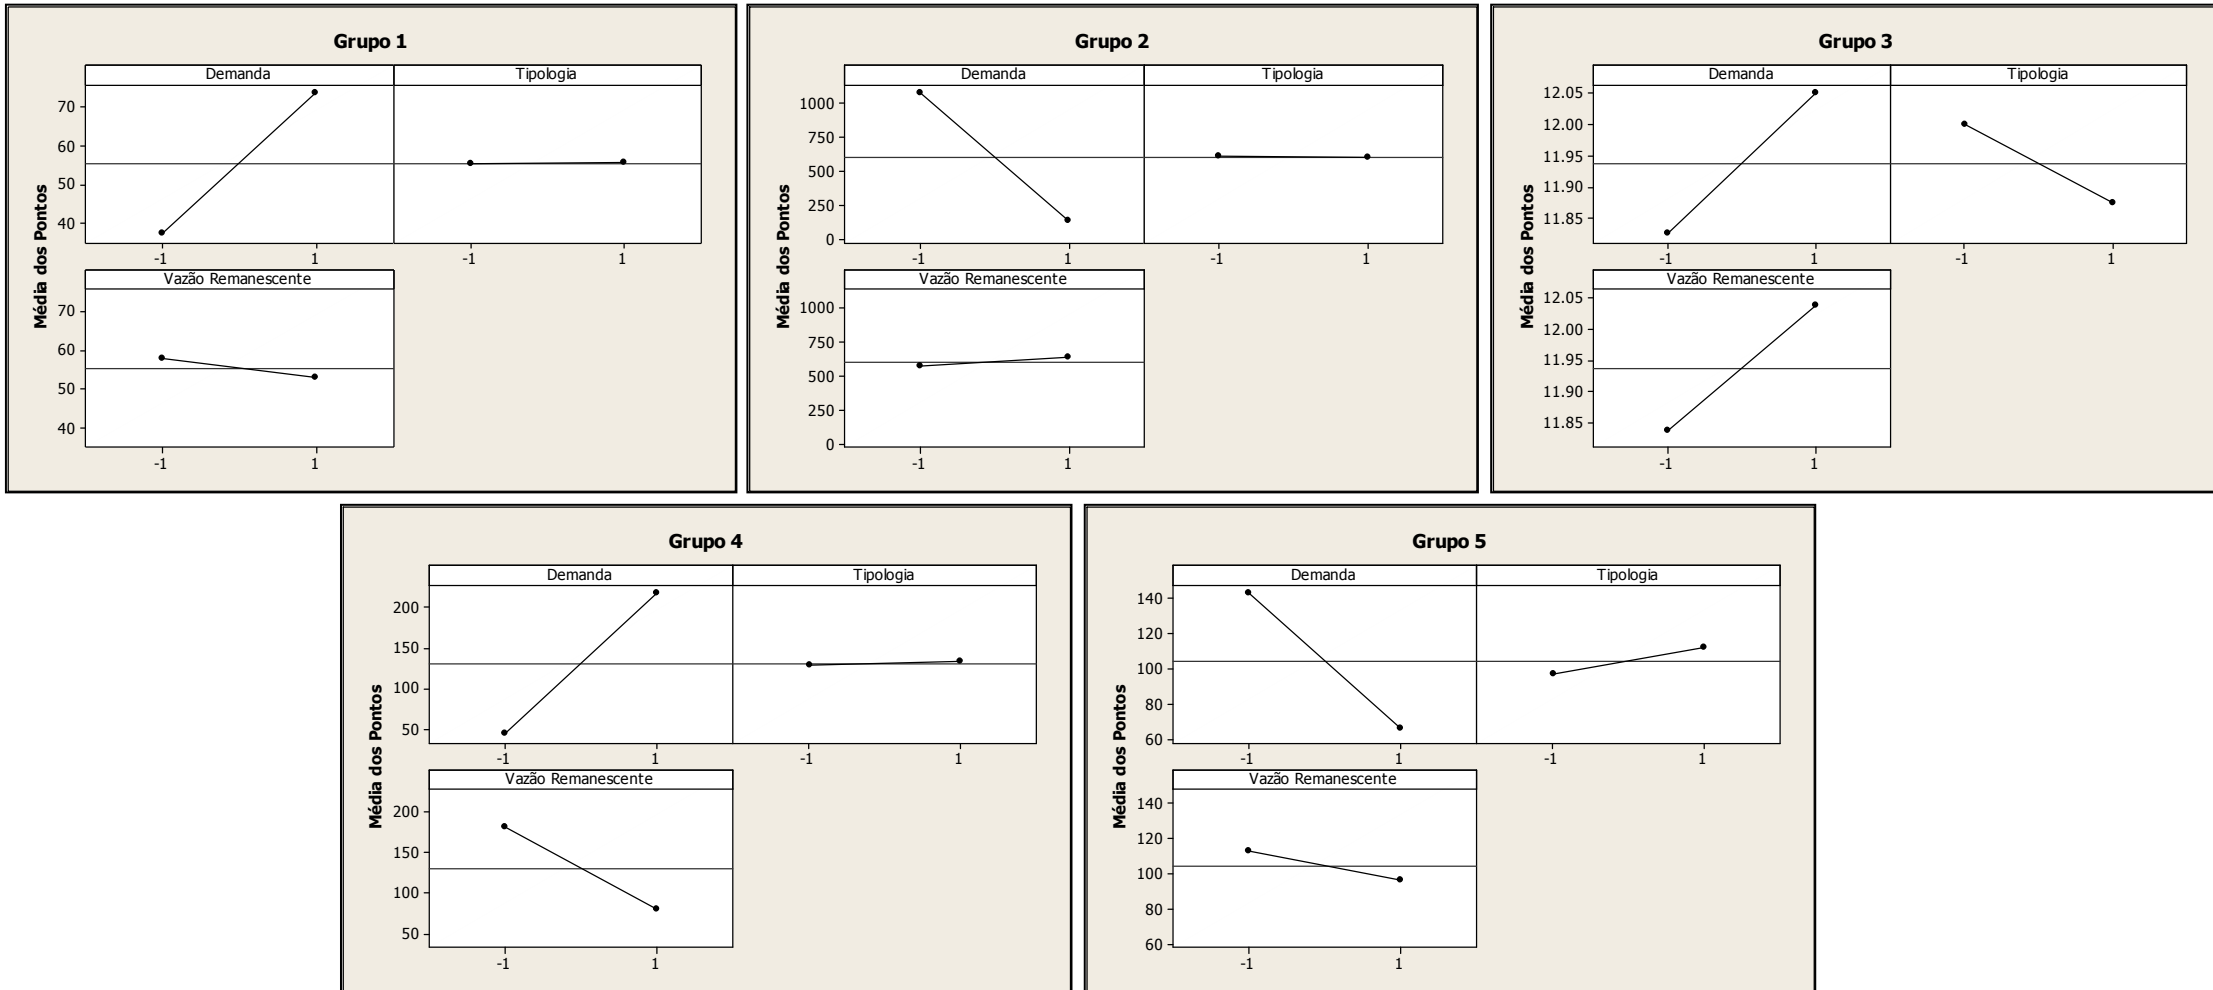 Grupo 1
Demanda Tipologia
70
60
50
40
-1 1 -1 1
Vazão Remanescente
70
60
50
40
-1 1
Média dos Pontos
Grupo 2
Demanda Tipologia
1000
750
500
250
0
-1 1 -1 1
Vazão Remanescente
1000
750
500
250
0
-1 1
Média dos Pontos
Grupo 3
Demanda Tipologia
12.05
12.00
11.95
11.90
11.85
-1 1 -1 1
Vazão Remanescente
12.05
12.00
11.95
11.90
11.85
-1 1
Média dos Pontos
Grupo 4
Demanda Tipologia
200
150
100
50
-1 1 -1 1
Vazão Remanescente
200
150
100
50
-1 1
Média dos Pontos
Grupo 5
Demanda Tipologia
140
120
100
80
60
-1 1 -1 1
Vazão Remanescente
140
120
100
80
60
-1 1
Média dos Pontos